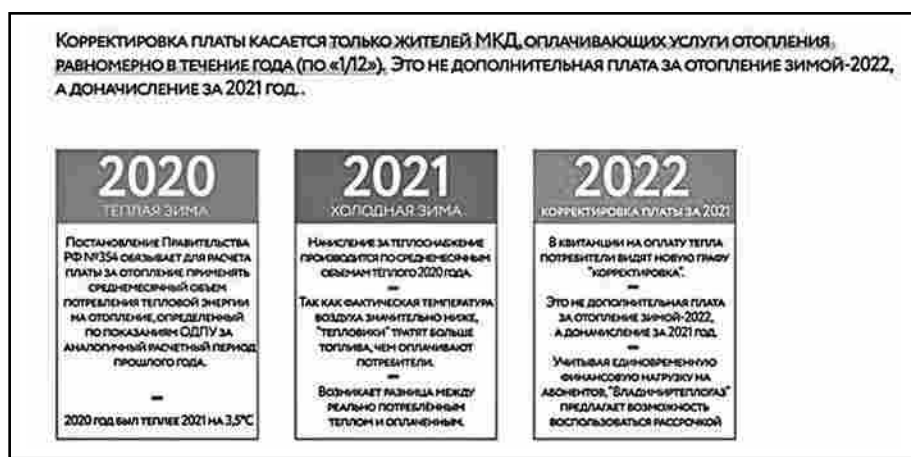 Корректировка платы касается только жителей МКД, оплачивающих услуги отопления
равномерно в течение года (по «1/12»). Это не дополнительная плата за отопление зимой-2022,
а доначисление за 2021 год..
2020
ТЕПЛАЯ ЗИМА
Постановление Правительства
РФ №354 обязывает для расчета
платы за отопление применять
среднемесячный объем
потребления тепловой энергии
на отопление, определенный
по показаниям ОДПУ за
аналогичный расчетный период
прошлого года.
—
2020 год был теплее 2021 на 3,5°С
2021
ХОЛОДНАЯ ЗИМА
Начисление за теплоснабжение
производится по среднемесячным
объемам тёплого 2020 года.
—
Так как фактическая температура
воздуха значительно ниже,
"тепловики" тратят больше
топлива, чем оплачивают
потребители.
—
Возникает разница между
реально потреблённым
теплом и оплаченным.
2022
КОРРЕКТИРОВКА ПЛАТЫ ЗА 2021
В квитанции на оплату тепла
потребители видят новую графу
"корректировка".
—
Это не дополнительная плата
за отопление зимой-2022,
а доначисление за 2021 год.
—
Учитывая единовременную
финансовую нагрузку на
абонентов, "Владимиртеплогаз"
предлагает возможность
воспользоваться рассрочкой